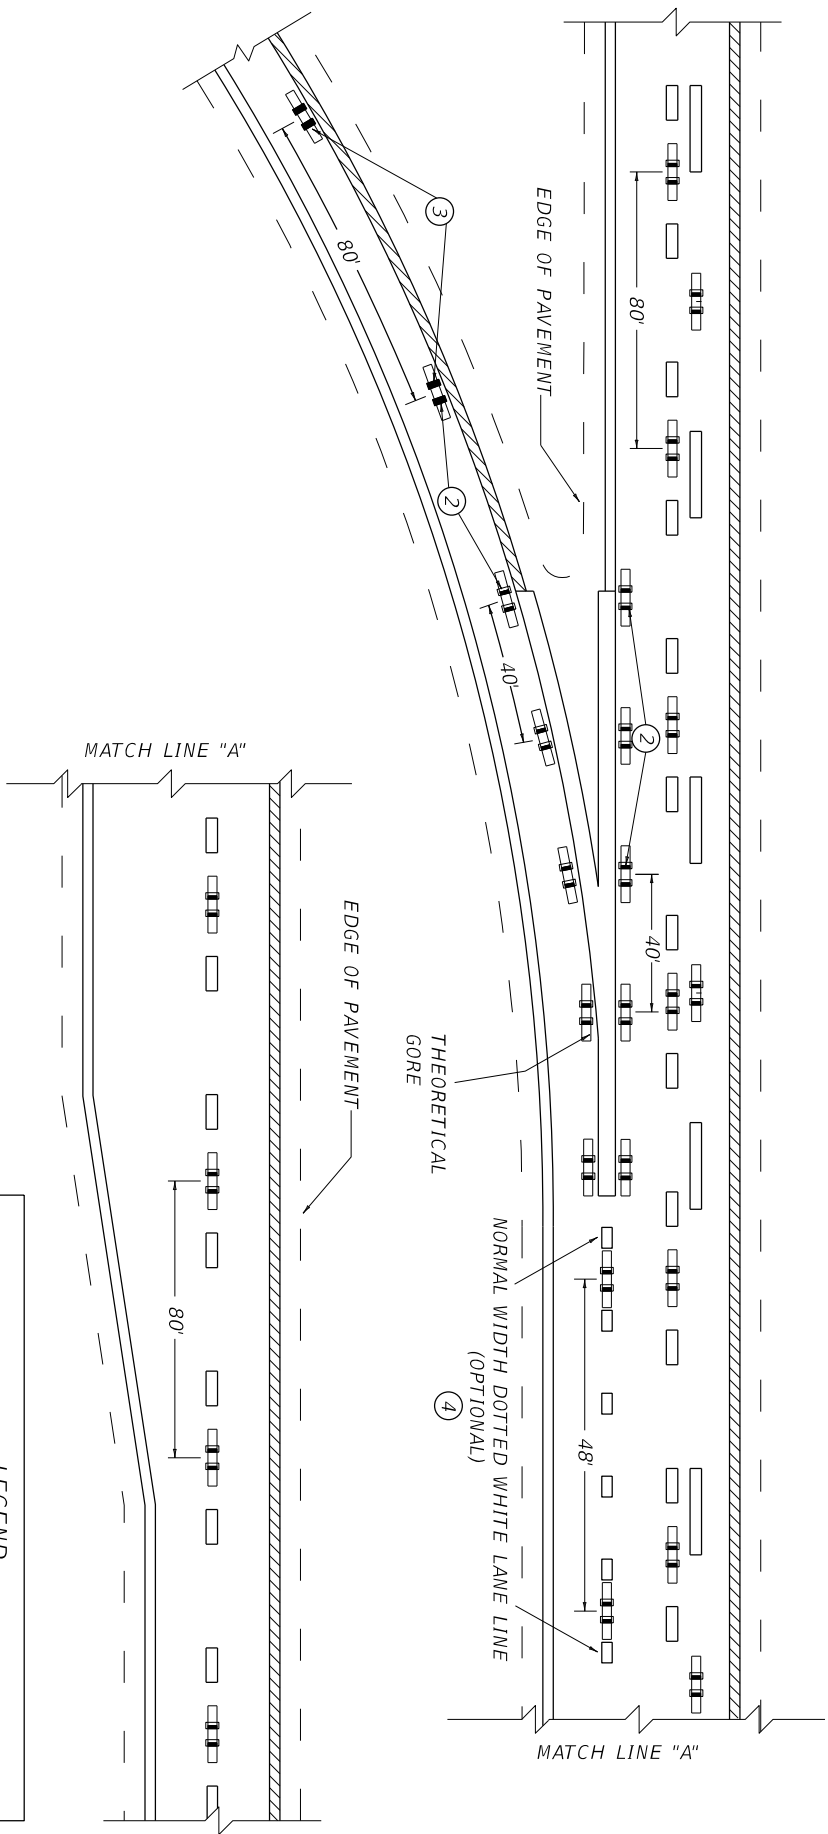 80'
EDGE OF PAVEMENT
3
80'
2
40'
2
40'
THEORETICAL
GORE
NORMAL WIDTH DOTTED WHITE LANE LINE
(OPTIONAL)
4
48'
MATCH LINE "A"
MATCH LINE "A"
EDGE OF PAVEMENT
80'
LEGEND